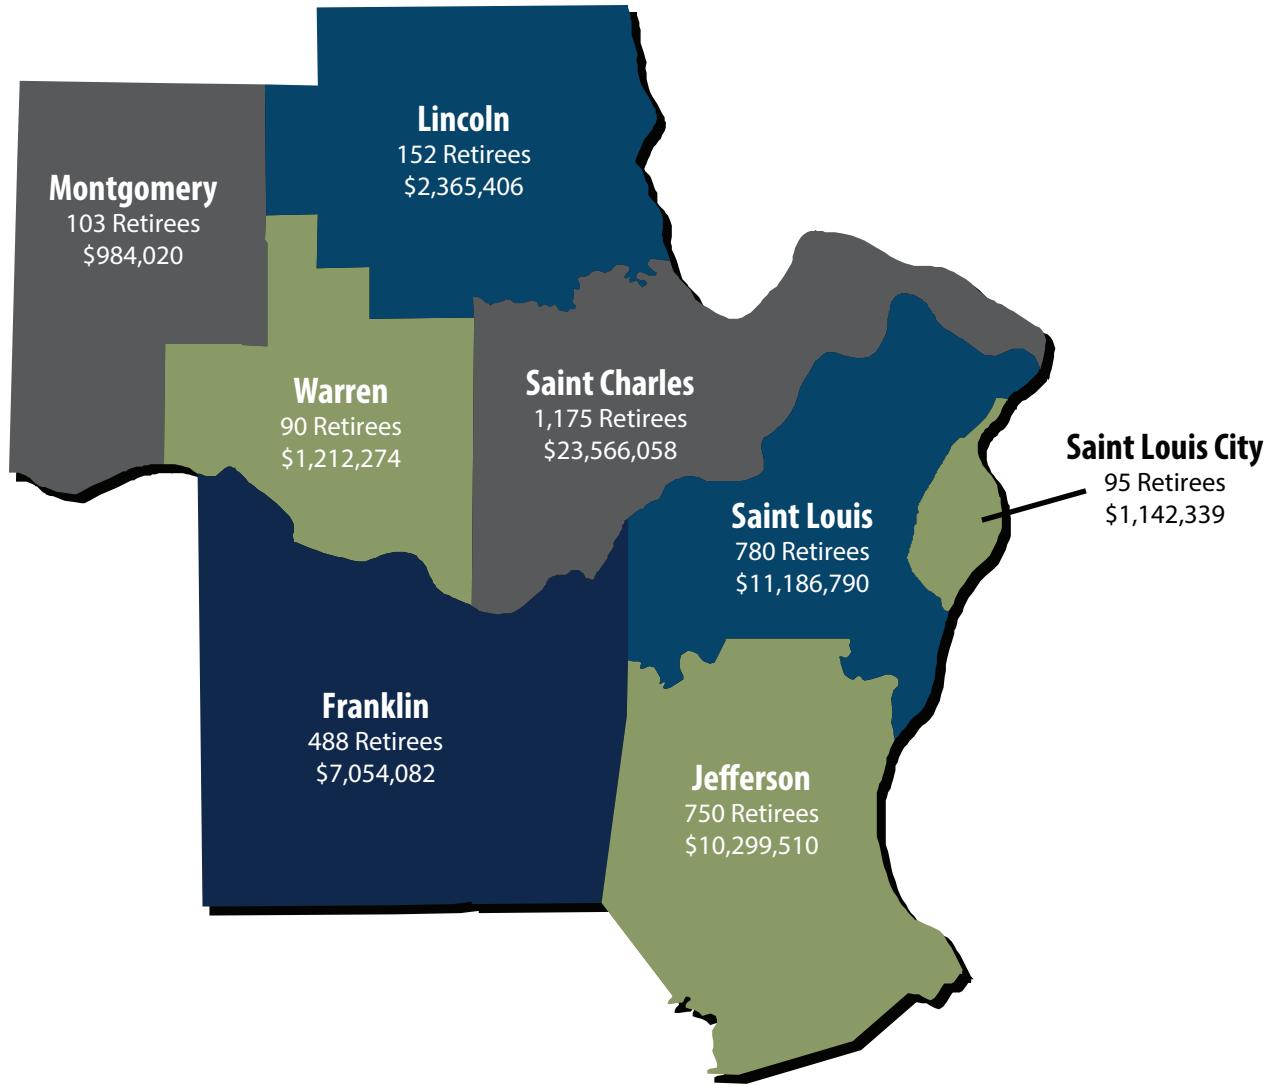 Lincoln
152 Retirees
$2,365,406
Montgomery
103 Retirees
$984,020
Warren
90 Retirees
$1,212,274
Saint Charles
1,175 Retirees
$23,566,058
Saint Louis City
95 Retirees
$1,142,339
Saint Louis
780 Retirees
$11,186,790
Franklin
488 Retirees
$7,054,082
Jefferson
750 Retirees
$10,299,510